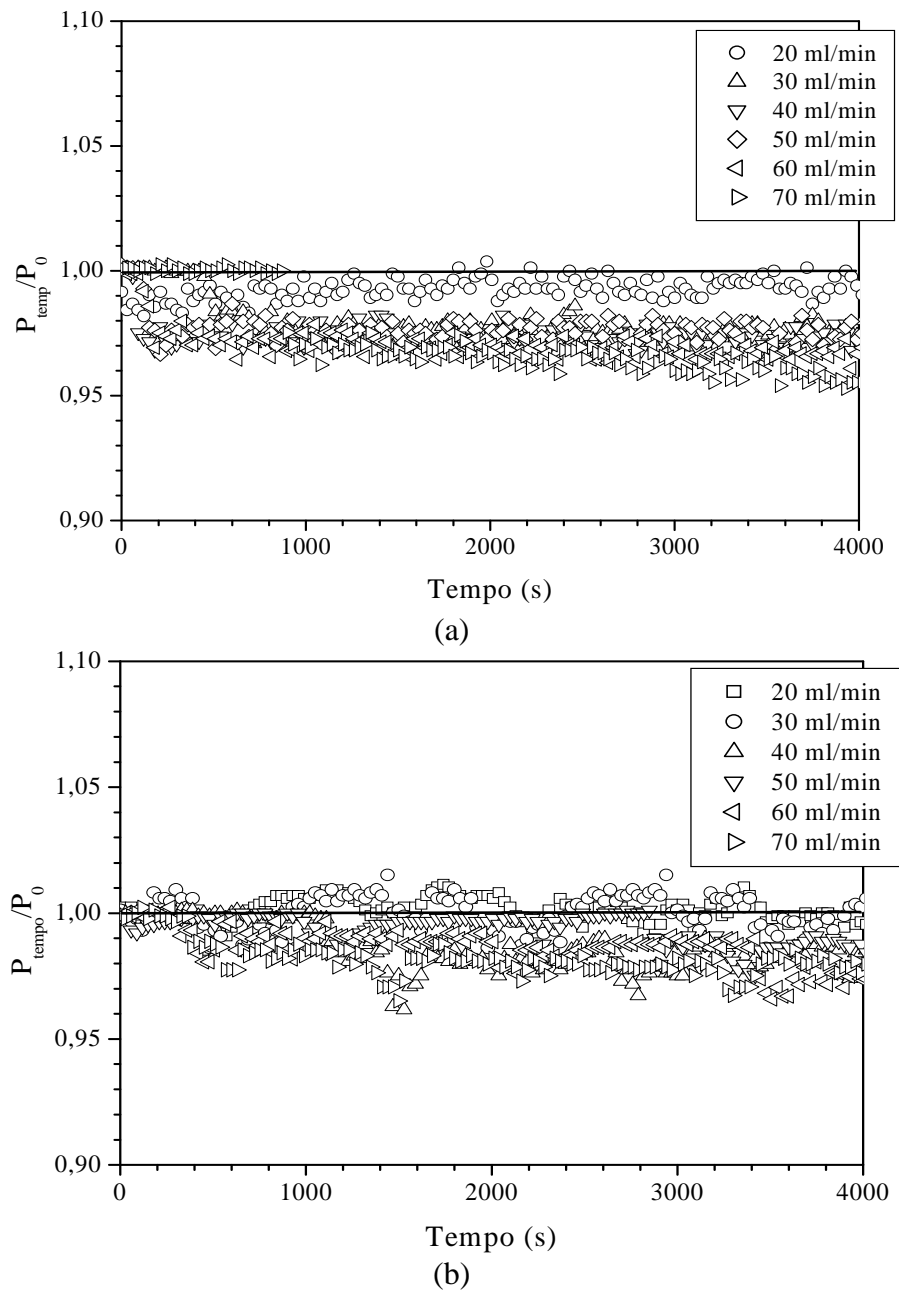 1,10
1,05
1,00
0,95
0,90
P_temp/P_0
0
1000
2000
3000
4000
Tempo (s)
20 ml/min
30 ml/min
40 ml/min
50 ml/min
60 ml/min
70 ml/min
(a)
1,10
1,05
1,00
0,95
0,90
P_tempo/P_0
0
1000
2000
3000
4000
Tempo (s)
20 ml/min
30 ml/min
40 ml/min
50 ml/min
60 ml/min
70 ml/min
(b)